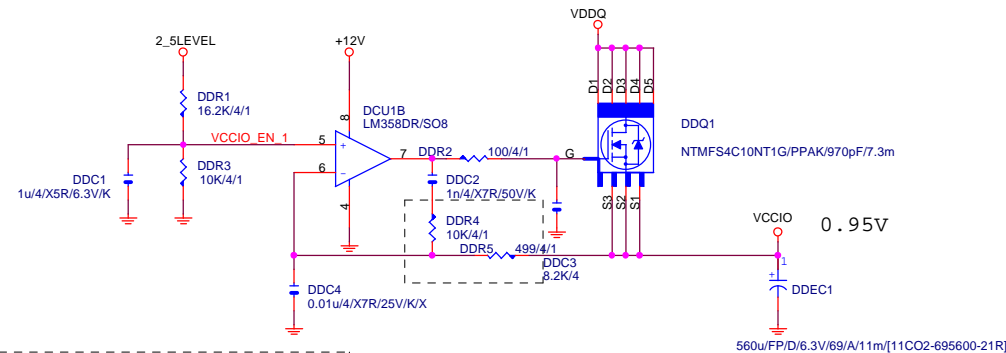 VDDQ
2_5LEVEL
+12V
D1
D2
D3
D4
D5
DDR1
16.2K/4/1
DCU1B
LM358DR/SO8
8
DDQ1
VCCIO_EN_1
5
+
7
DDR2
100/4/1
G
NTMFS4C10NT1G/PPAK/970pF/7.3m
6
-
DDR3
10K/4/1
DDC1
1u/4/X5R/6.3V/K
DDC2
1n/4/X7R/50V/K
4
S3
S2
S1
DDR4
10K/4/1
VCCIO
0.95V
DDR5
499/4/1
DDC3
8.2K/4
1
+
DDC4
0.01u/4/X7R/25V/K/X
DDEC1
560u/FP/D/6.3V/69/A/11m/[11CO2-695600-21R]